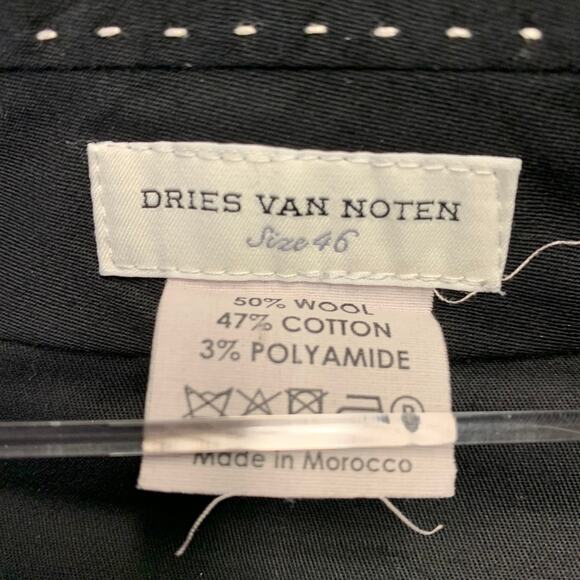 DRIES VAN NOTEN
Size 46
50% WOOL
47% COTTON
3% POLYAMIDE
P
Made in Morocco